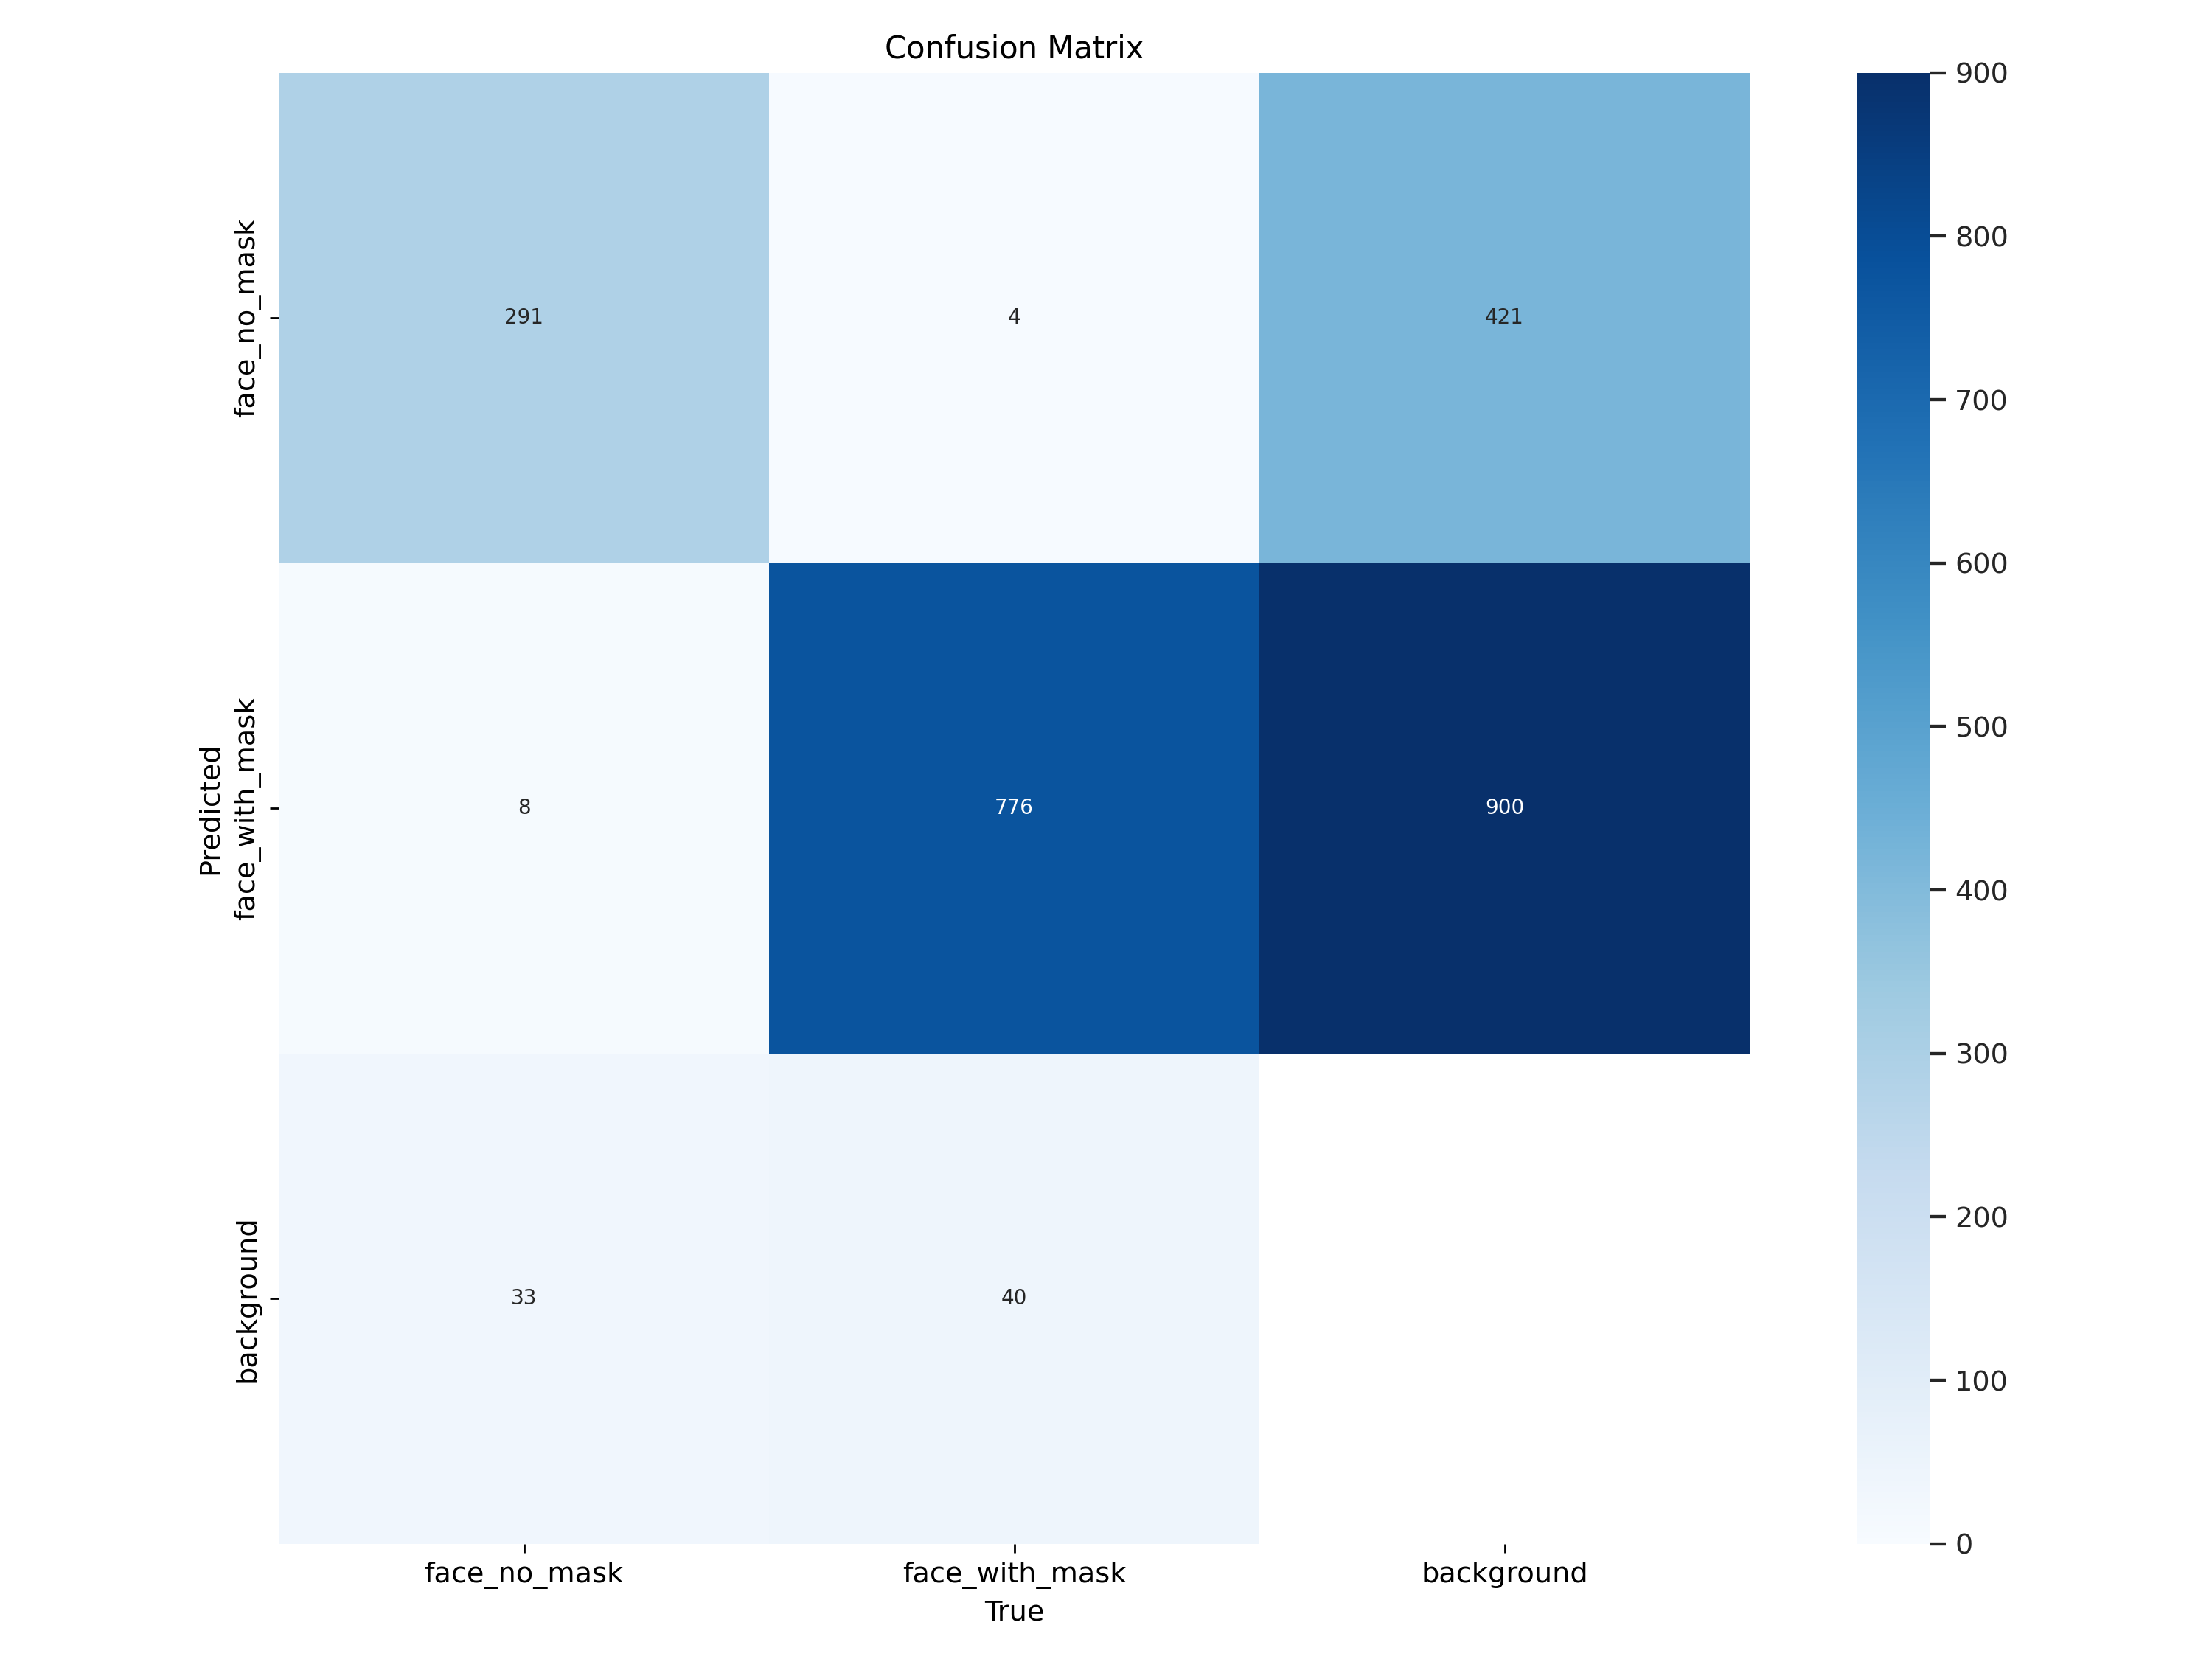 Confusion Matrix
900
800
700
600
500
400
300
200
100
0
Predicted
face_no_mask
291
4
421
face_with_mask
8
776
900
background
33
40
face_no_mask
face_with_mask
background
True